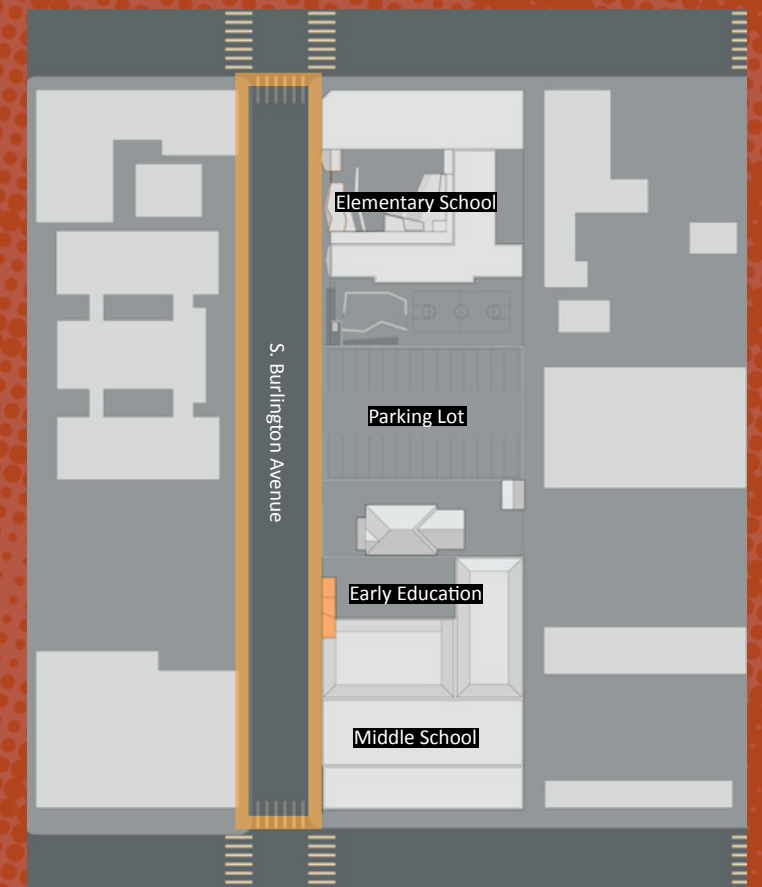 Elementary School
S. Burlington Avenue
Parking Lot
Early Education
Middle School